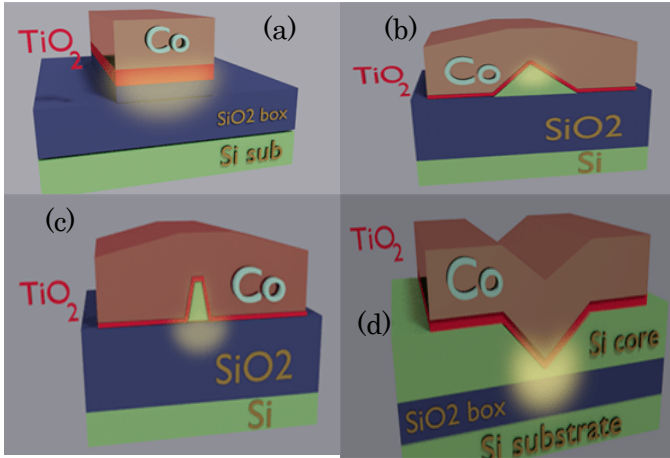 (a)
TiO2
Co
SiO2 box
Si sub
(b)
TiO2
Co
SiO2
Si
(c)
TiO2
Co
SiO2
Si
(d)
TiO2
Co
Si core
SiO2 box
Si substrate